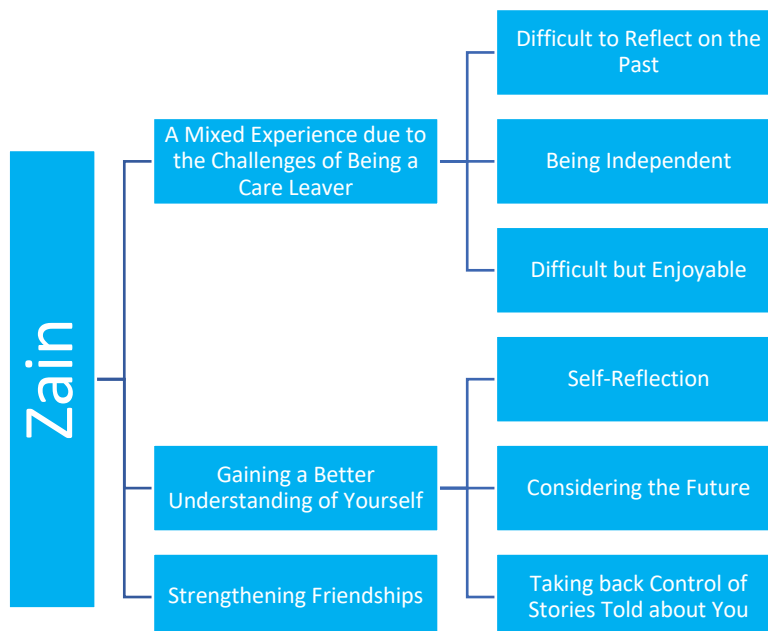 Zain
A Mixed Experience due to
the Challenges of Being a
Care Leaver
Difficult to Reflect on the
Past
Being Independent
Difficult but Enjoyable
Gaining a Better
Understanding of Yourself
Self-Reflection
Considering the Future
Taking back Control of
Stories Told about You
Strengthening Friendships